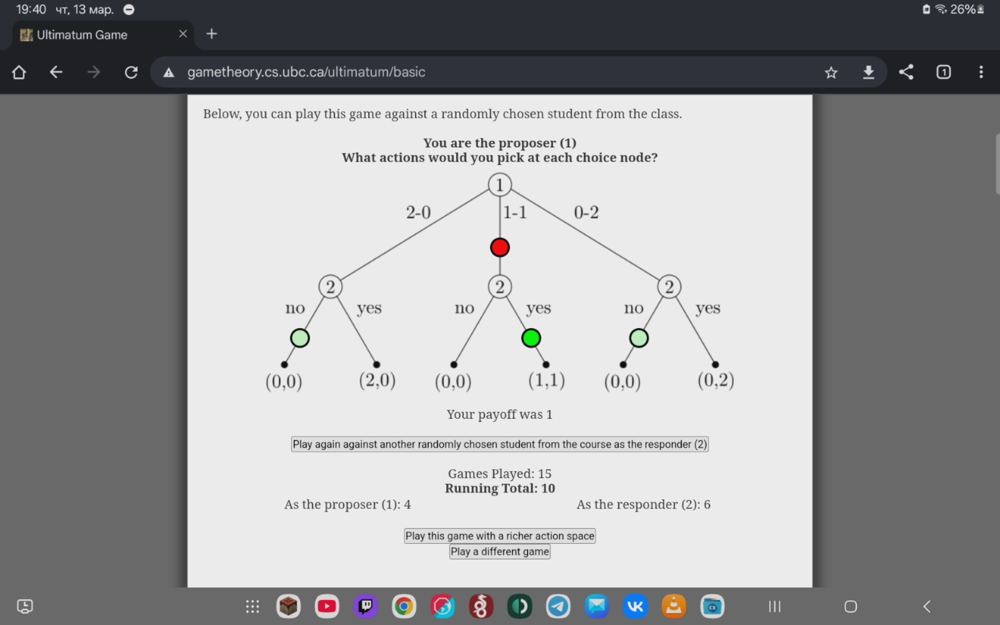 19:40 чт, 13 мар.
26%
Ultimatum Game
gametheory.cs.ubc.ca/ultimatum/basic
1
Below, you can play this game against a randomly chosen student from the class.
You are the proposer (1)
What actions would you pick at each choice node?
1
2-0 1-1 0-2
2 2 2
no yes no yes no yes
(0,0) (2,0) (0,0) (1,1) (0,0) (0,2)
Your payoff was 1
Play again against another randomly chosen student from the course as the responder (2)
Games Played: 15
Running Total: 10
As the proposer (1): 4 As the responder (2): 6
Play this game with a richer action space
Play a different game
CX